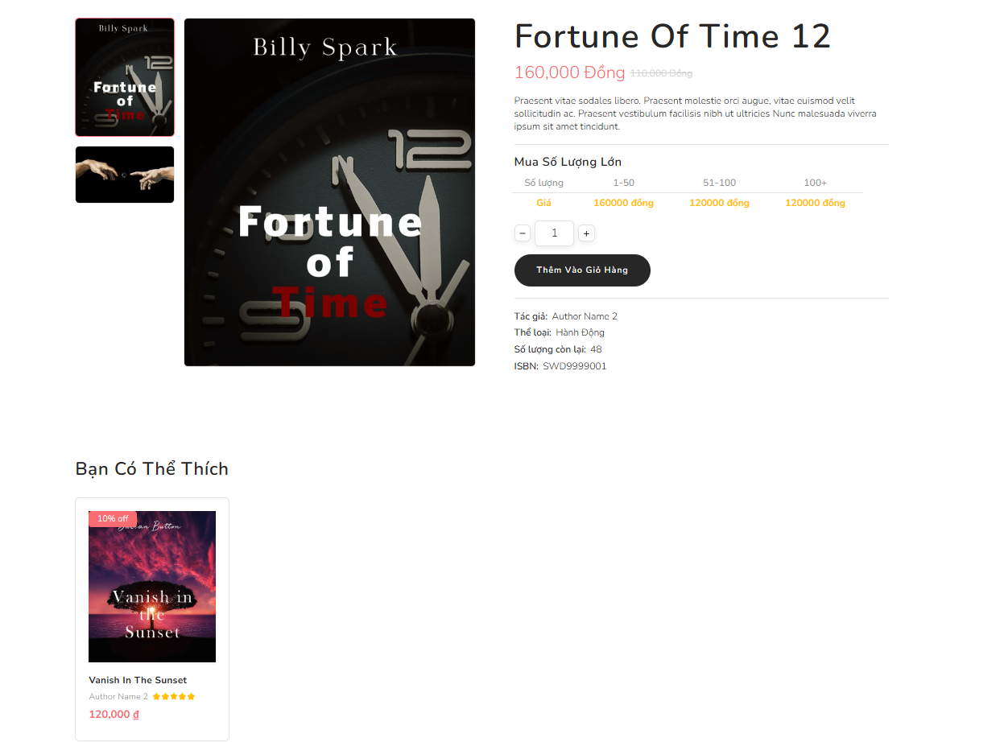 Billy Spark
12
Fortune
of
Time
9
Billy Spark
12
Fortune
of
Time
9
Fortune Of Time 12
160,000 Đồng 110,000 Đồng
Praesent vitae sodales libero. Praesent molestie orci augue, vitae euismod velit
sollicitudin ac. Praesent vestibulum facilisis nibh ut ultricies Nunc malesuada viverra
ipsum sit amet tincidunt.
Mua Số Lượng Lớn
Số lượng 1-50 51-100 100+
Giá 160000 đồng 120000 đồng 120000 đồng
− 1 +
Thêm Vào Giỏ Hàng
Tác giả: Author Name 2
Thể loại: Hành Động
Số lượng còn lại: 48
ISBN: SWD9999001
Bạn Có Thể Thích
10% off
Button
Vanish in
the
Sunset
Vanish In The Sunset
Author Name 2
120,000 ₫